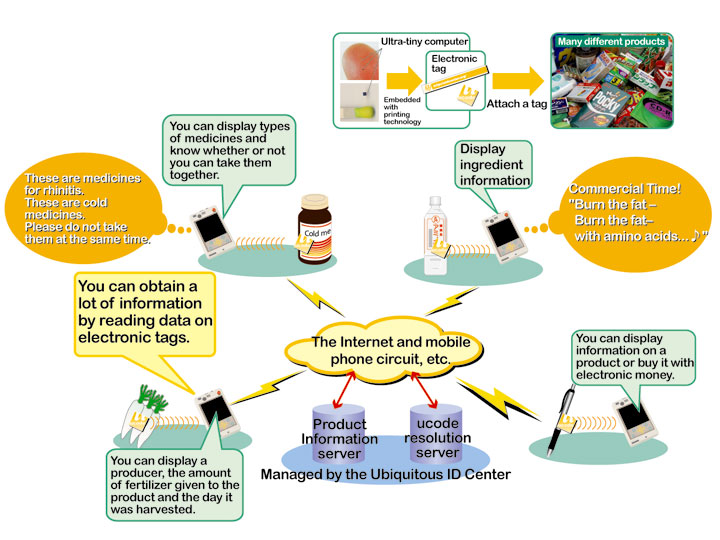 Ultra-tiny computer
Electronic
tag
Embedded
with
printing
technology
Attach a tag
Many different products
POCKY
You can display types
of medicines and
know whether or not
you can take them
together.
Display
ingredient
information
These are medicines
for rhinitis.
These are cold
medicines.
Please do not take
them at the same time.
Cold me
Commercial Time!
"Burn the fat –
Burn the fat–
with amino acids...♪"
You can obtain a
lot of information
by reading data on
electronic tags.
The Internet and mobile
phone circuit, etc.
You can display
information on a
product or buy it with
electronic money.
Product
Information
server
ucode
resolution
server
Managed by the Ubiquitous ID Center
You can display a
producer, the amount
of fertilizer given to the
product and the day it
was harvested.